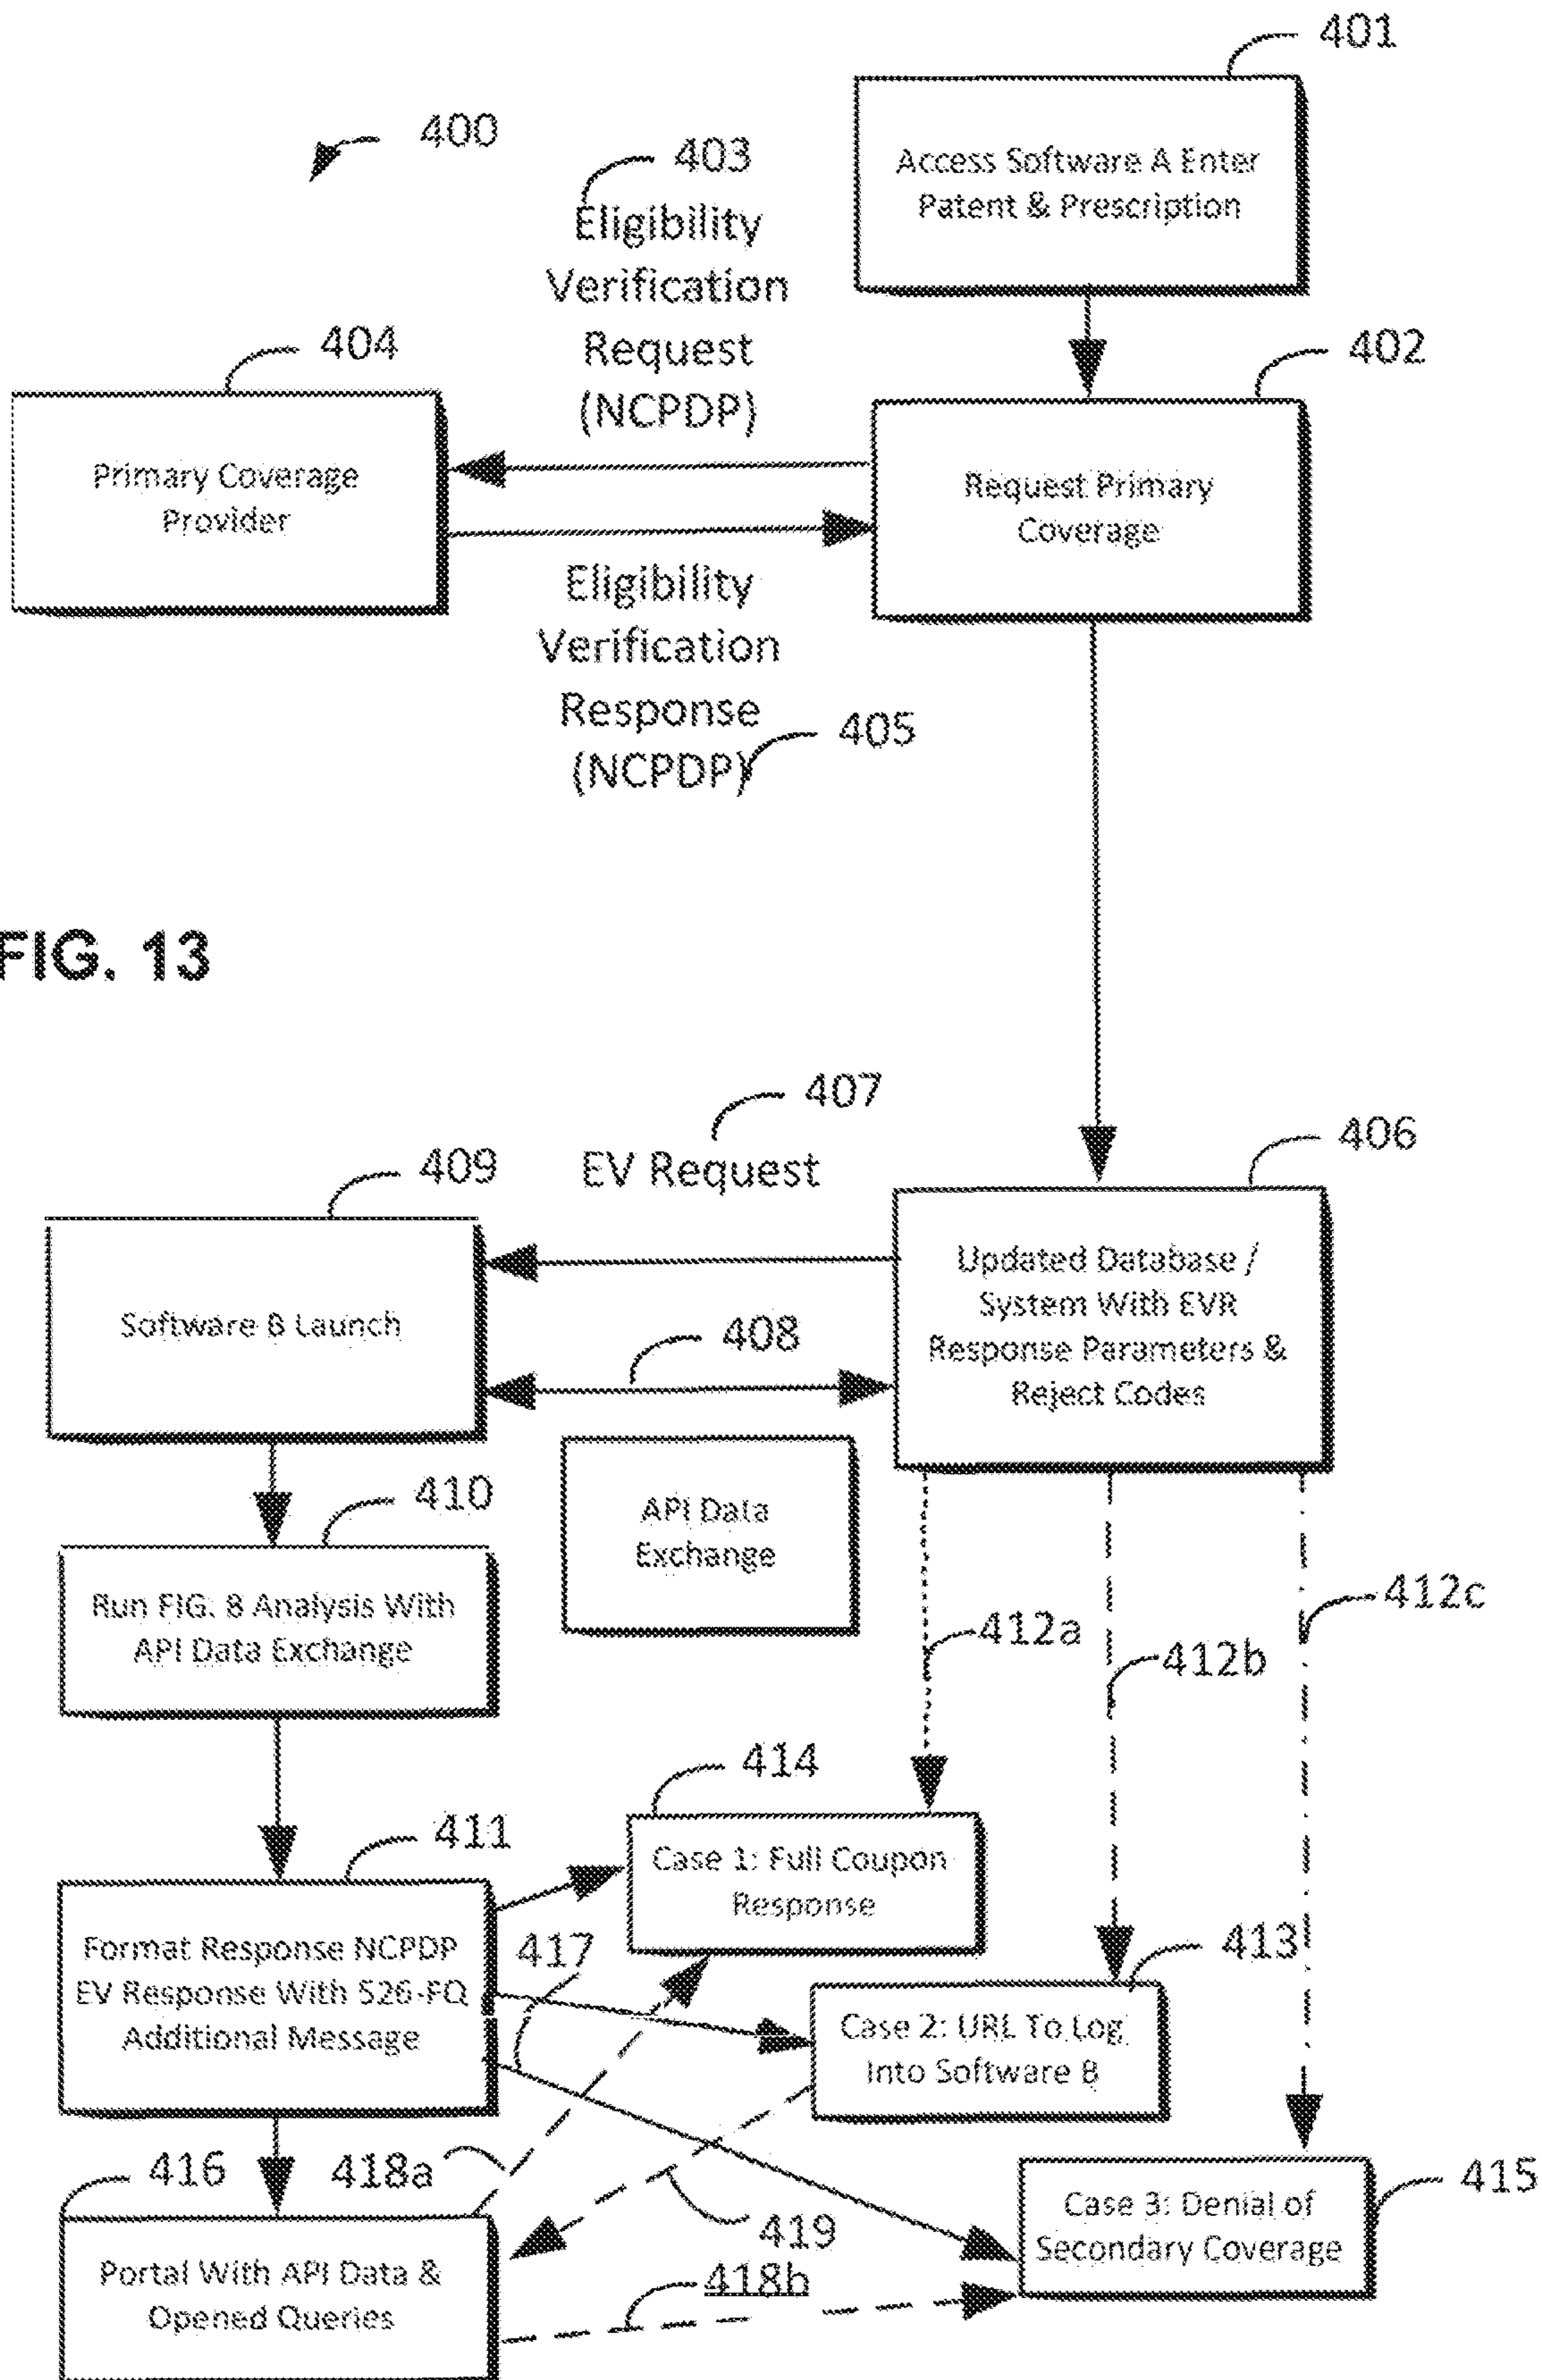 401
400
403
Access Software A Enter
Patent & Prescription
Eligibility
Verification
Request
(NCPDP)
404
402
Primary Coverage
Provider
Request Primary
Coverage
Eligibility
Verification
Response
(NCPDP)
405
FIG. 13
407
EV Request
406
409
Software B Launch
408
Updated Database /
System With EVR
Response Parameters &
Reject Codes
410
API Data
Exchange
Run FIG. 8 Analysis With
API Data Exchange
412a
412b
412c
414
411
Case 1: Full Coupon
Response
Format Response NCPDP
EV Response With 526-FQ
Additional Message
417
413
Case 2: URL To Log
Into Software B
416
418a
419
418b
415
Case 3: Denial of
Secondary Coverage
Portal With API Data &
Opened Queries